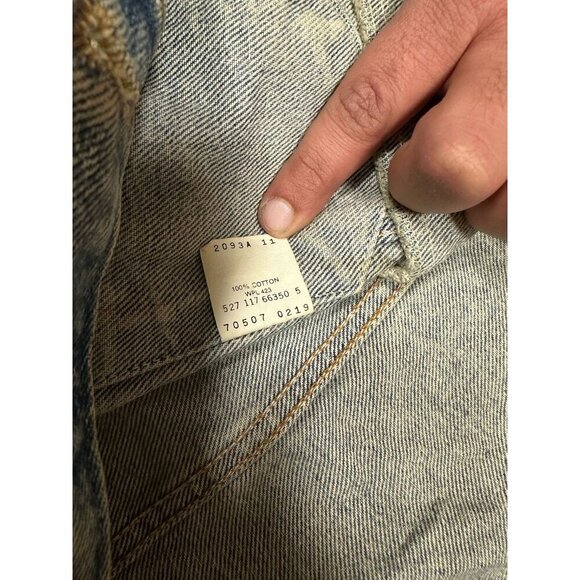 2093A 11
100% COTTON
WPL 423
527 117 66350 5
70507 0219